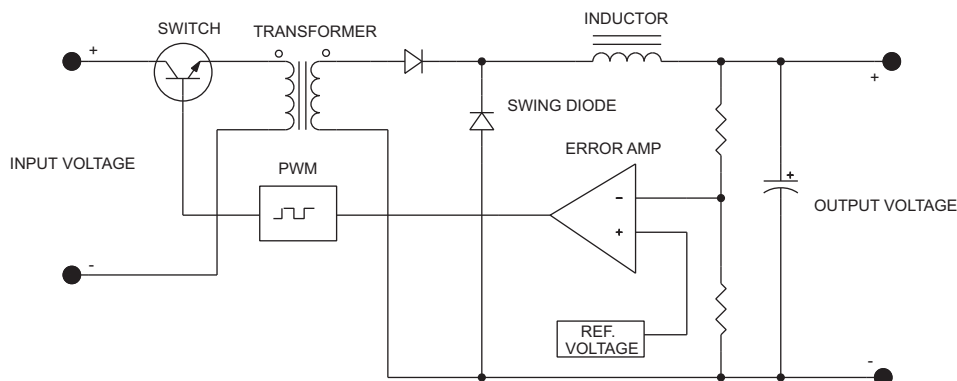 INDUCTOR
SWITCH
TRANSFORMER
+
+
SWING DIODE
ERROR AMP
INPUT VOLTAGE
PWM
-
+
+
OUTPUT VOLTAGE
-
REF.
VOLTAGE
-